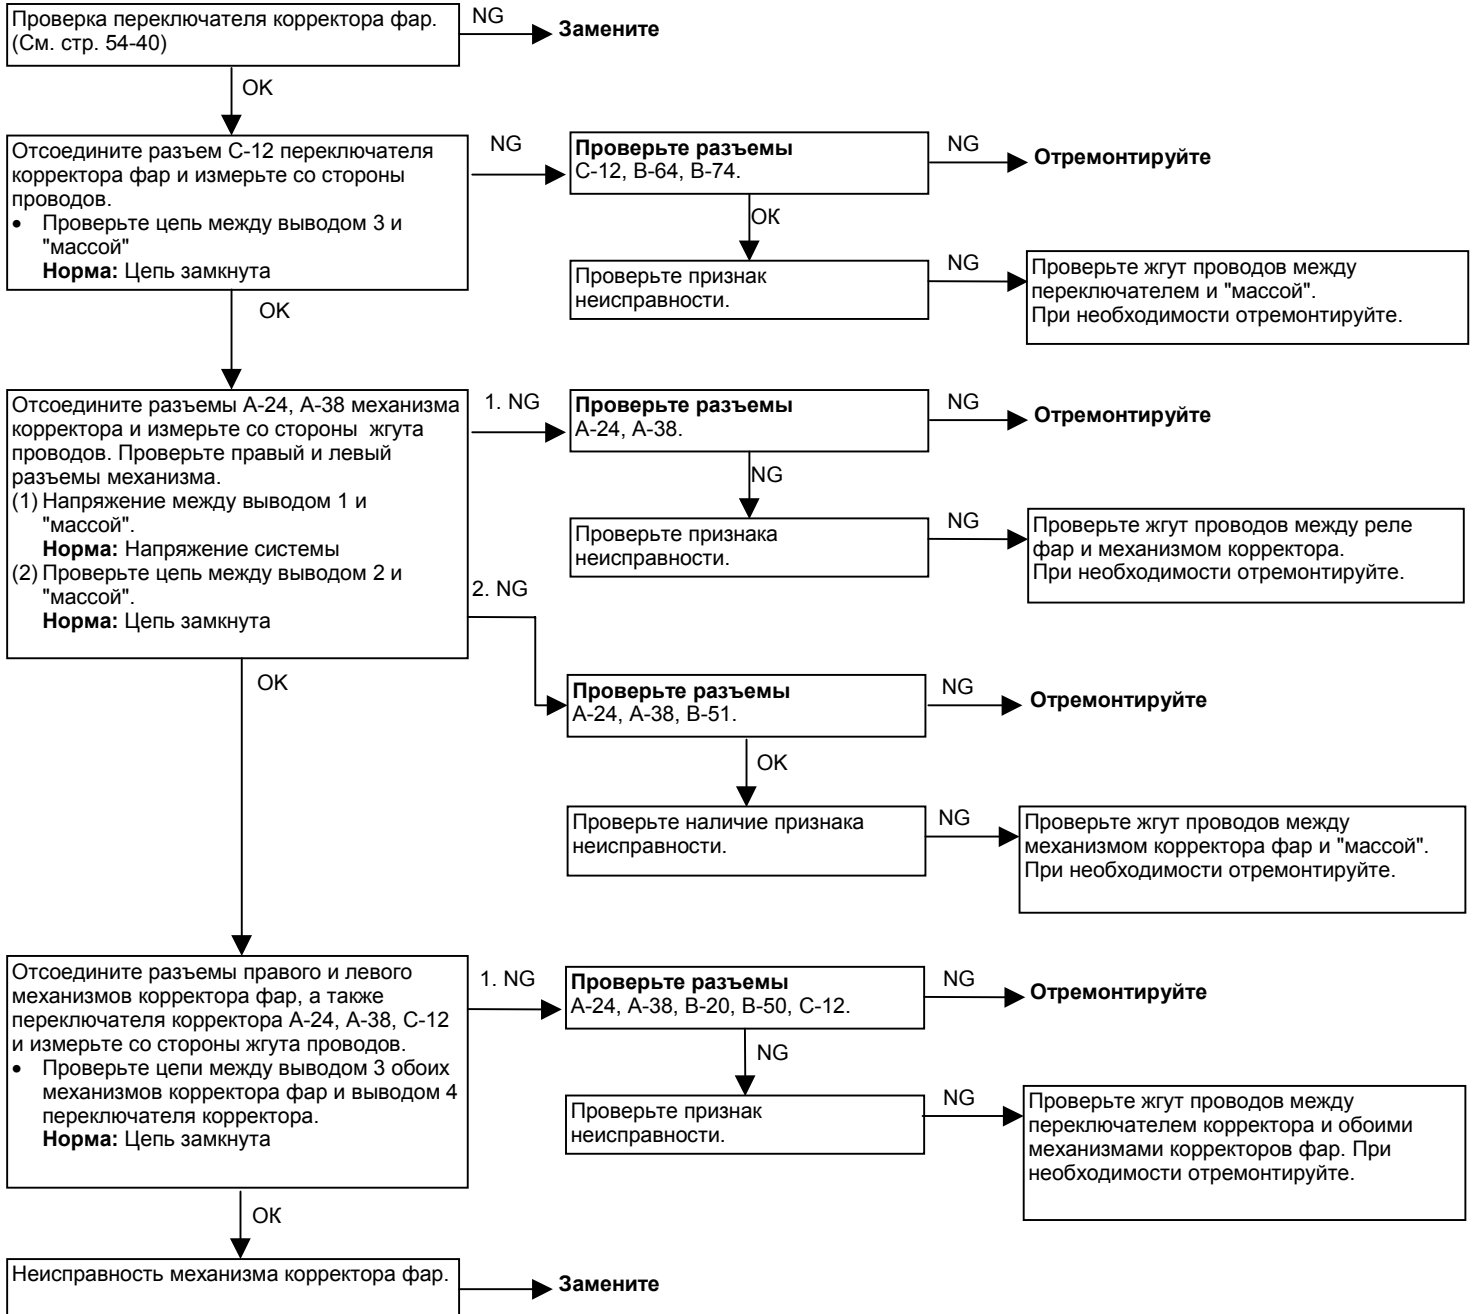 Проверка переключателя корректора фар.
(См. стр. 54-40)
NG
Замените
OK
Отсоедините разъем С-12 переключателя
корректора фар и измерьте со стороны
проводов.
• Проверьте цепь между выводом 3 и
"массой"
Норма: Цепь замкнута
NG
Проверьте разъемы
С-12, В-64, В-74.
NG
Отремонтируйте
OK
Проверьте признак
неисправности.
NG
Проверьте жгут проводов между
переключателем и "массой".
При необходимости отремонтируйте.
OK
Отсоедините разъемы А-24, А-38 механизма
корректора и измерьте со стороны жгута
проводов. Проверьте правый и левый
разъемы механизма.
(1) Напряжение между выводом 1 и
"массой".
Норма: Напряжение системы
(2) Проверьте цепь между выводом 2 и
"массой".
Норма: Цепь замкнута
1. NG
Проверьте разъемы
А-24, А-38.
NG
Отремонтируйте
NG
Проверьте признака
неисправности.
NG
Проверьте жгут проводов между реле
фар и механизмом корректора.
При необходимости отремонтируйте.
2. NG
Проверьте разъемы
А-24, А-38, В-51.
NG
Отремонтируйте
OK
Проверьте наличие признака
неисправности.
NG
Проверьте жгут проводов между
механизмом корректора фар и "массой".
При необходимости отремонтируйте.
OK
Отсоедините разъемы правого и левого
механизмов корректора фар, а также
переключателя корректора А-24, А-38, С-12
и измерьте со стороны жгута проводов.
• Проверьте цепи между выводом 3 обоих
механизмов корректора фар и выводом 4
переключателя корректора.
Норма: Цепь замкнута
1. NG
Проверьте разъемы
А-24, А-38, В-20, В-50, С-12.
NG
Отремонтируйте
NG
Проверьте признак
неисправности.
NG
Проверьте жгут проводов между
переключателем корректора и обоими
механизмами корректоров фар. При
необходимости отремонтируйте.
OK
Неисправность механизма корректора фар.
Замените